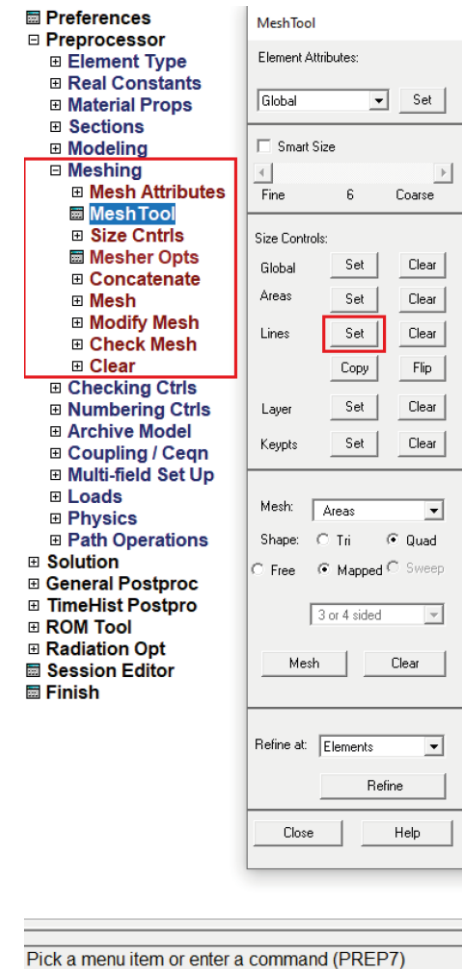 Preferences
Preprocessor
Element Type
Real Constants
Material Props
Sections
Modeling
Meshing
Mesh Attributes
MeshTool
Size Cntrls
Mesher Opts
Concatenate
Mesh
Modify Mesh
Check Mesh
Clear
Checking Ctrls
Numbering Ctrls
Archive Model
Coupling / Ceqn
Multi-field Set Up
Loads
Physics
Path Operations
Solution
General Postproc
TimeHist Postpro
ROM Tool
Radiation Opt
Session Editor
Finish
MeshTool
Element Attributes:
Global Set
Smart Size
Fine 6 Coarse
Size Controls:
Global Set Clear
Areas Set Clear
Lines Set Clear
Copy Flip
Layer Set Clear
Keypts Set Clear
Mesh: Areas
Shape: Tri Quad
Free Mapped Sweep
3 or 4 sided
Mesh Clear
Refine at: Elements
Refine
Close Help
Pick a menu item or enter a command (PREP7)